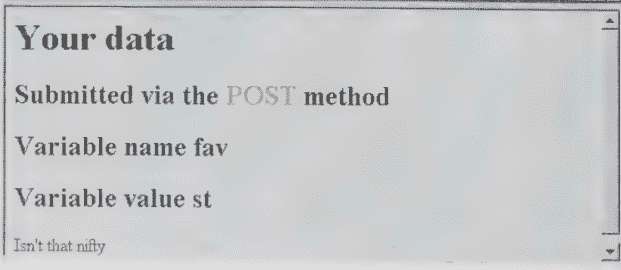 Your data
Submitted via the POST method
Variable name fav
Variable value st
Isn't that nifty